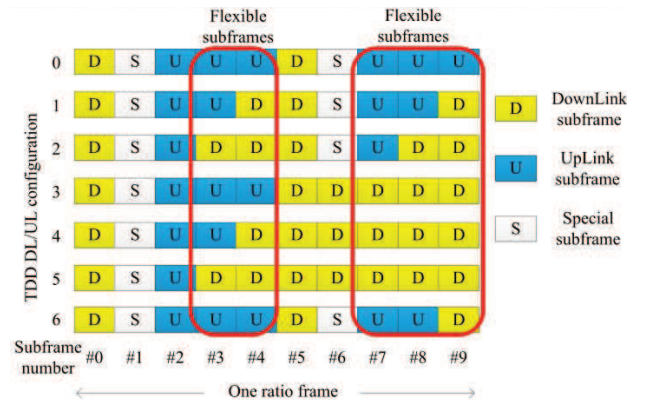 Flexible
subframes
Flexible
subframes
TDD DL/UL configuration
0 D S U U U D S U U U
1 D S U U D D S U U D
2 D S U D D D S U D D
3 D S U U U D D D D D
4 D S U U D D D D D D
5 D S U D D D D D D D
6 D S U U U D S U U D
Subframe
number #0 #1 #2 #3 #4 #5 #6 #7 #8 #9
One ratio frame
D DownLink
subframe
U UpLink
subframe
S Special
subframe